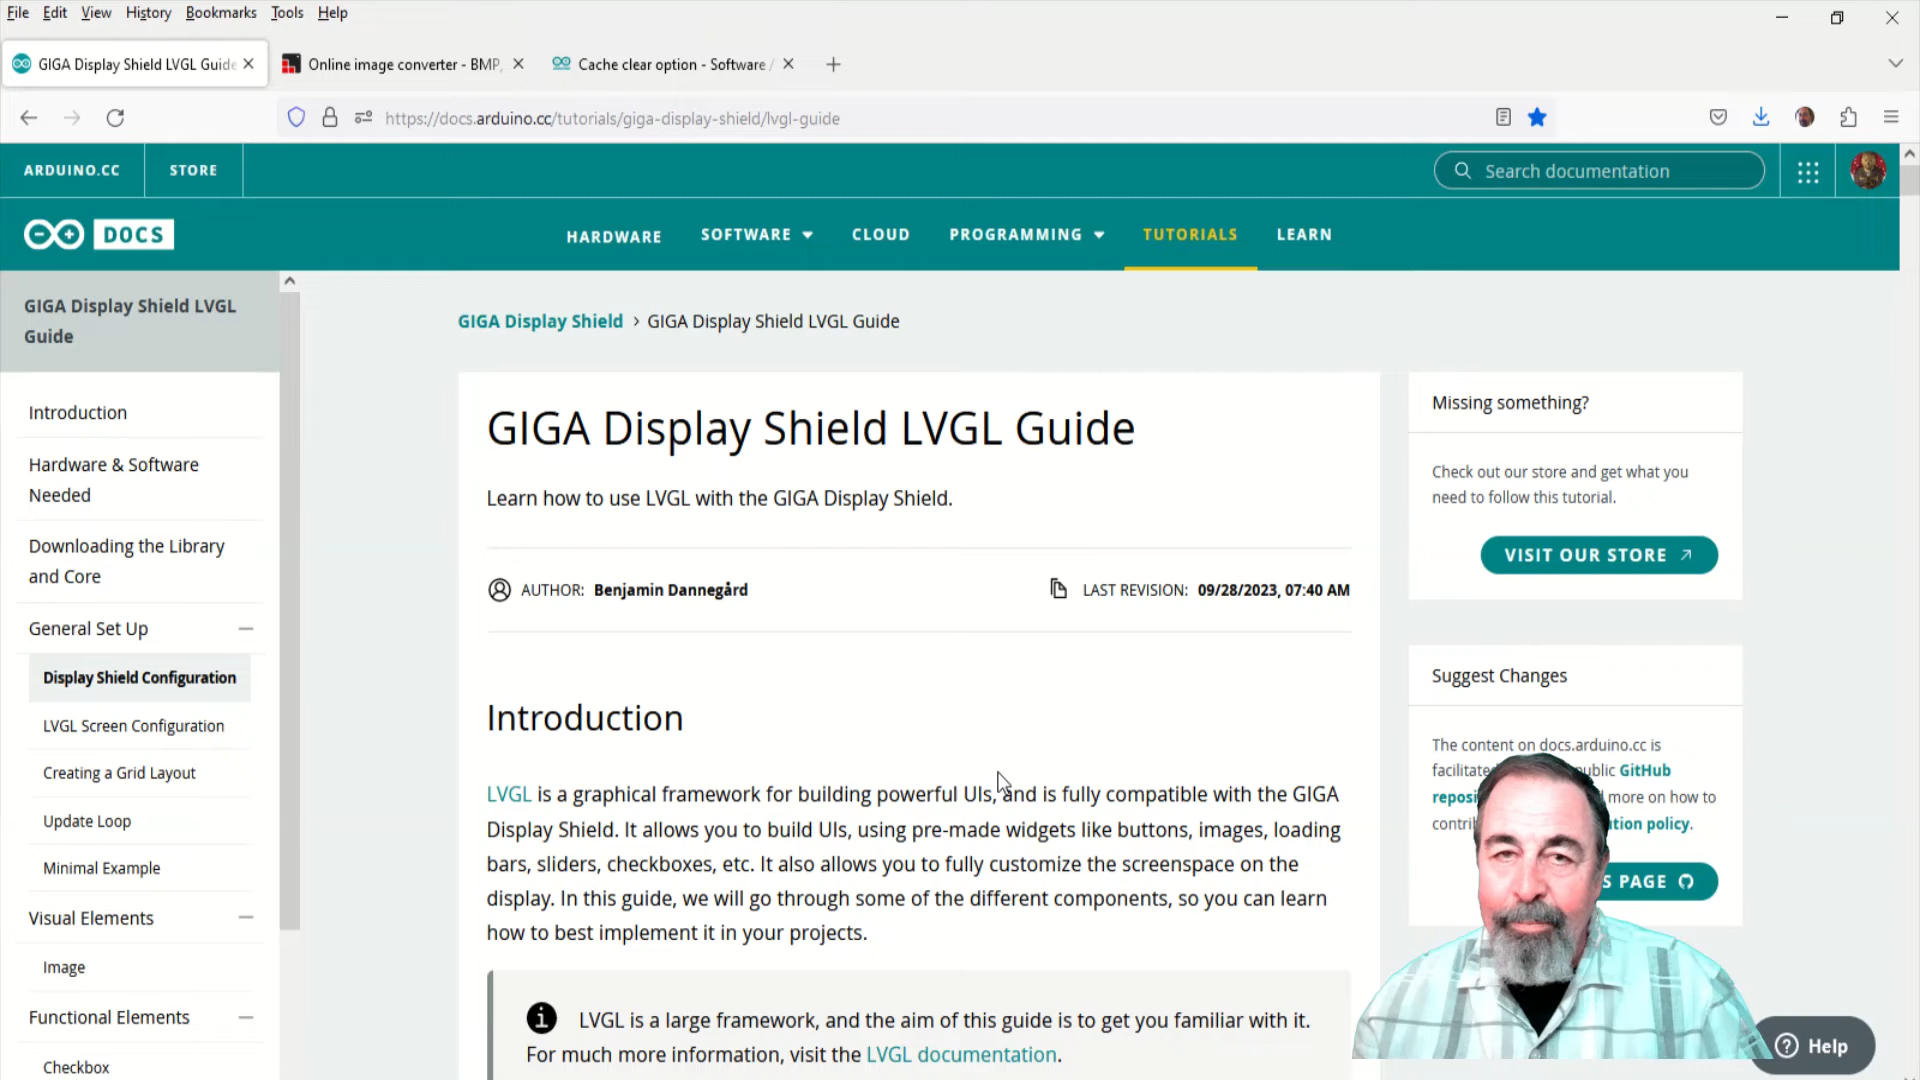 File Edit View History Bookmarks Tools Help
GIGA Display Shield LVGL Guide
Online image converter - BMP,
Cache clear option - Software /
https://docs.arduino.cc/tutorials/giga-display-shield/lvgl-guide
ARDUINO.CC
STORE
Search documentation
DOCS
HARDWARE
SOFTWARE
CLOUD
PROGRAMMING
TUTORIALS
LEARN
GIGA Display Shield LVGL
Guide
Introduction
Hardware & Software
Needed
Downloading the Library
and Core
General Set Up
Display Shield Configuration
LVGL Screen Configuration
Creating a Grid Layout
Update Loop
Minimal Example
Visual Elements
Image
Functional Elements
Checkbox
GIGA Display Shield › GIGA Display Shield LVGL Guide
GIGA Display Shield LVGL Guide
Learn how to use LVGL with the GIGA Display Shield.
AUTHOR: Benjamin Dannegård
LAST REVISION: 09/28/2023, 07:40 AM
Introduction
LVGL is a graphical framework for building powerful UIs, and is fully compatible with the GIGA
Display Shield. It allows you to build UIs, using pre-made widgets like buttons, images, loading
bars, sliders, checkboxes, etc. It also allows you to fully customize the screenspace on the
display. In this guide, we will go through some of the different components, so you can learn
how to best implement it in your projects.
LVGL is a large framework, and the aim of this guide is to get you familiar with it.
For much more information, visit the LVGL documentation.
Missing something?
Check out our store and get what you
need to follow this tutorial.
VISIT OUR STORE
Suggest Changes
The content on docs.arduino.cc is
public GitHub
more on how to
policy.
PAGE
Help